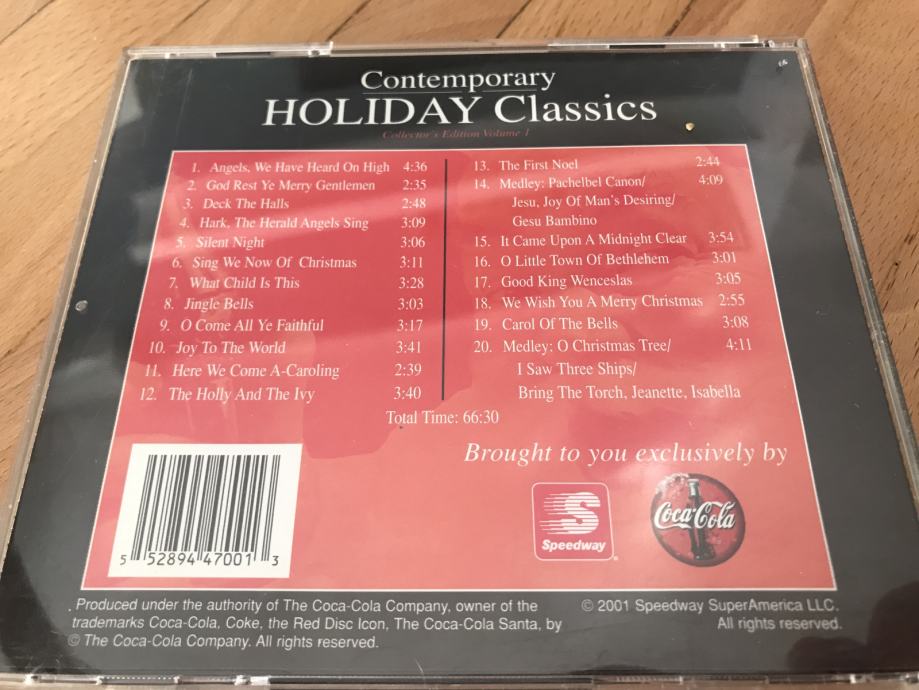 Contemporary
HOLIDAY Classics
Collector's Edition Volume 1
1. Angels, We Have Heard On High 4:36
2. God Rest Ye Merry Gentlemen 2:35
3. Deck The Halls 2:48
4. Hark, The Herald Angels Sing 3:09
5. Silent Night 3:06
6. Sing We Now Of Christmas 3:11
7. What Child Is This 3:28
8. Jingle Bells 3:03
9. O Come All Ye Faithful 3:17
10. Joy To The World 3:41
11. Here We Come A-Caroling 2:39
12. The Holly And The Ivy 3:40
13. The First Noel 2:44
14. Medley: Pachelbel Canon/ 4:09
Jesu, Joy Of Man's Desiring/
Gesu Bambino
15. It Came Upon A Midnight Clear 3:54
16. O Little Town Of Bethlehem 3:01
17. Good King Wenceslas 3:05
18. We Wish You A Merry Christmas 2:55
19. Carol Of The Bells 3:08
20. Medley: O Christmas Tree/ 4:11
I Saw Three Ships/
Bring The Torch, Jeanette, Isabella
Total Time: 66:30
Brought to you exclusively by
S
Speedway
Coca-Cola
5 52894 47001 3
Produced under the authority of The Coca-Cola Company, owner of the
trademarks Coca-Cola, Coke, the Red Disc Icon, The Coca-Cola Santa, by
© The Coca-Cola Company. All rights reserved.
© 2001 Speedway SuperAmerica LLC.
All rights reserved.